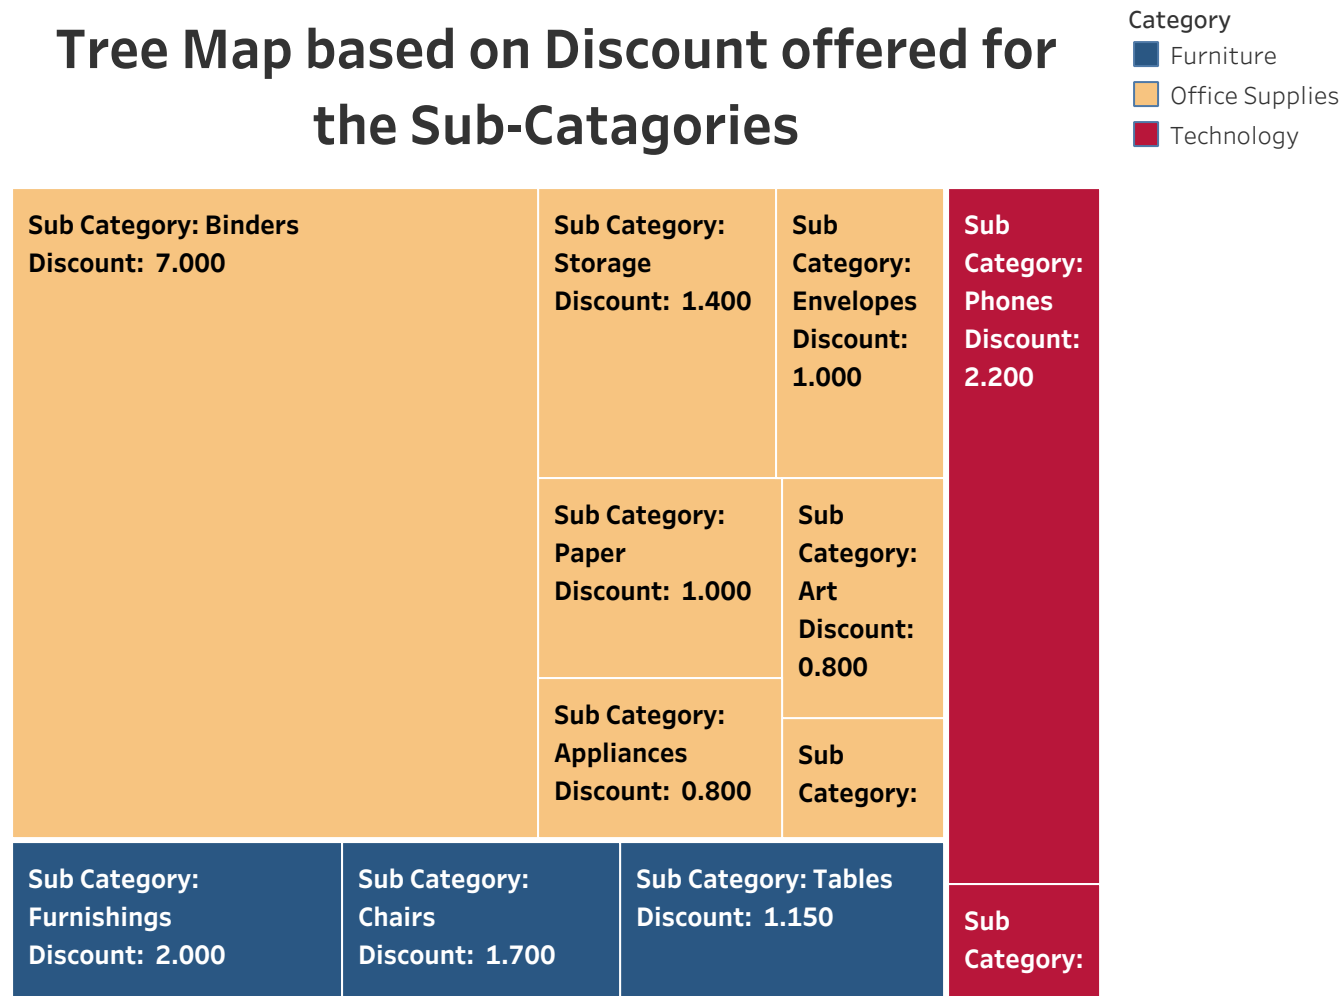 Tree Map based on Discount offered for
the Sub-Catagories
Category
Furniture
Office Supplies
Technology
Sub Category: Binders
Discount: 7.000
Sub Category:
Storage
Discount: 1.400
Sub
Category:
Envelopes
Discount:
1.000
Sub
Category:
Phones
Discount:
2.200
Sub Category:
Paper
Discount: 1.000
Sub
Category:
Art
Discount:
0.800
Sub Category:
Appliances
Discount: 0.800
Sub
Category:
Sub Category:
Furnishings
Discount: 2.000
Sub Category:
Chairs
Discount: 1.700
Sub Category: Tables
Discount: 1.150
Sub
Category: